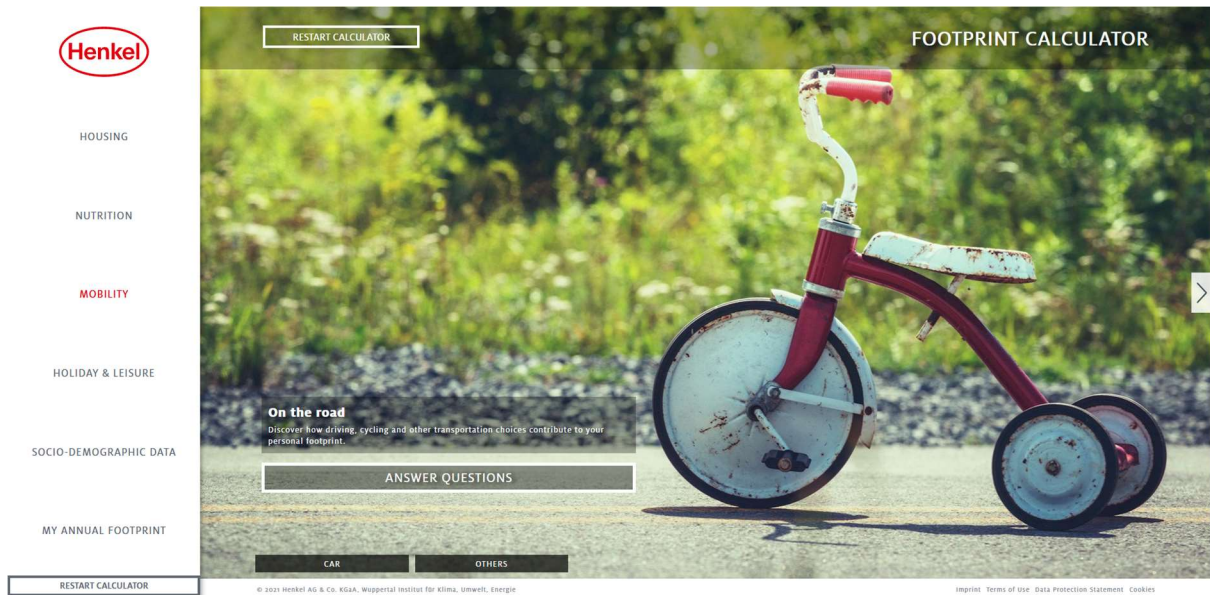 Henkel
HOUSING
NUTRITION
MOBILITY
HOLIDAY & LEISURE
SOCIO-DEMOGRAPHIC DATA
MY ANNUAL FOOTPRINT
RESTART CALCULATOR
RESTART CALCULATOR
FOOTPRINT CALCULATOR
On the road
Discover how driving, cycling and other transportation choices contribute to your
personal footprint.
ANSWER QUESTIONS
CAR
OTHERS
© 2021 Henkel AG & Co. KGaA, Wuppertal Institut für Klima, Umwelt, Energie
Imprint Terms of Use Data Protection Statement Cookies